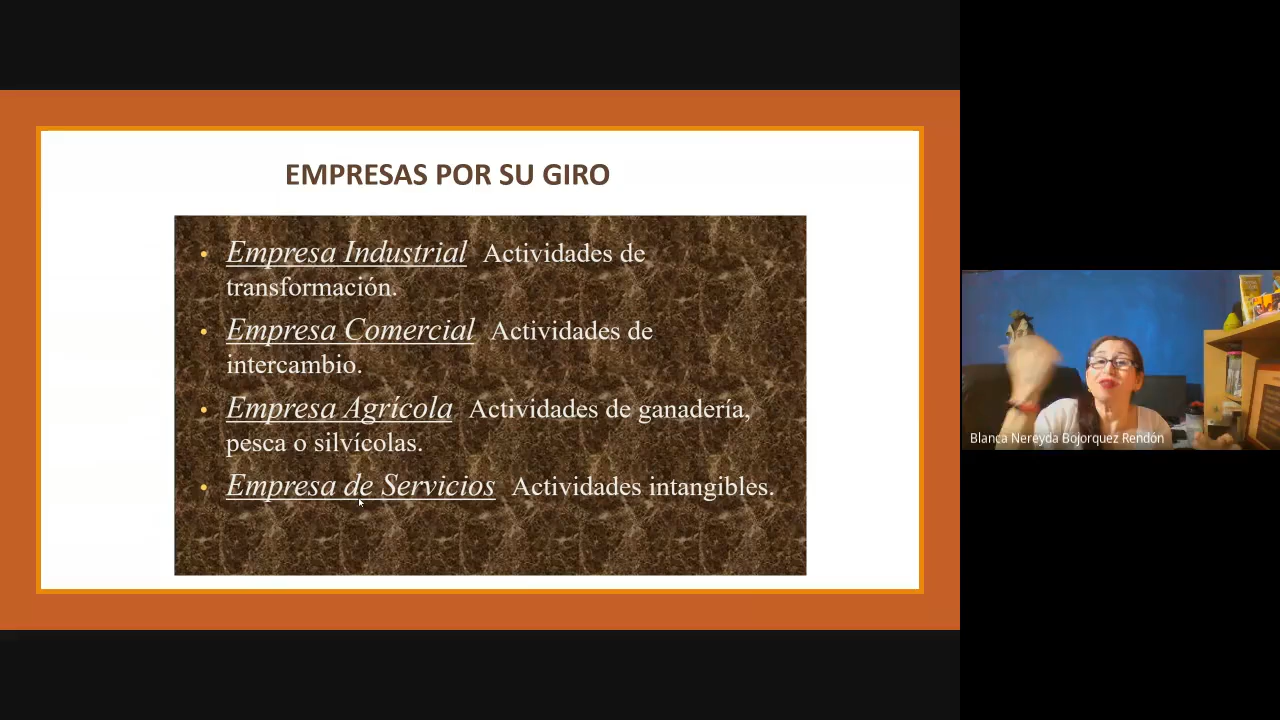 EMPRESAS POR SU GIRO
• Empresa Industrial Actividades de
transformación.
• Empresa Comercial Actividades de
intercambio.
• Empresa Agrícola Actividades de ganadería,
pesca o silvícolas.
• Empresa de Servicios Actividades intangibles.
Blanca Nereyda Bojorquez Rendón